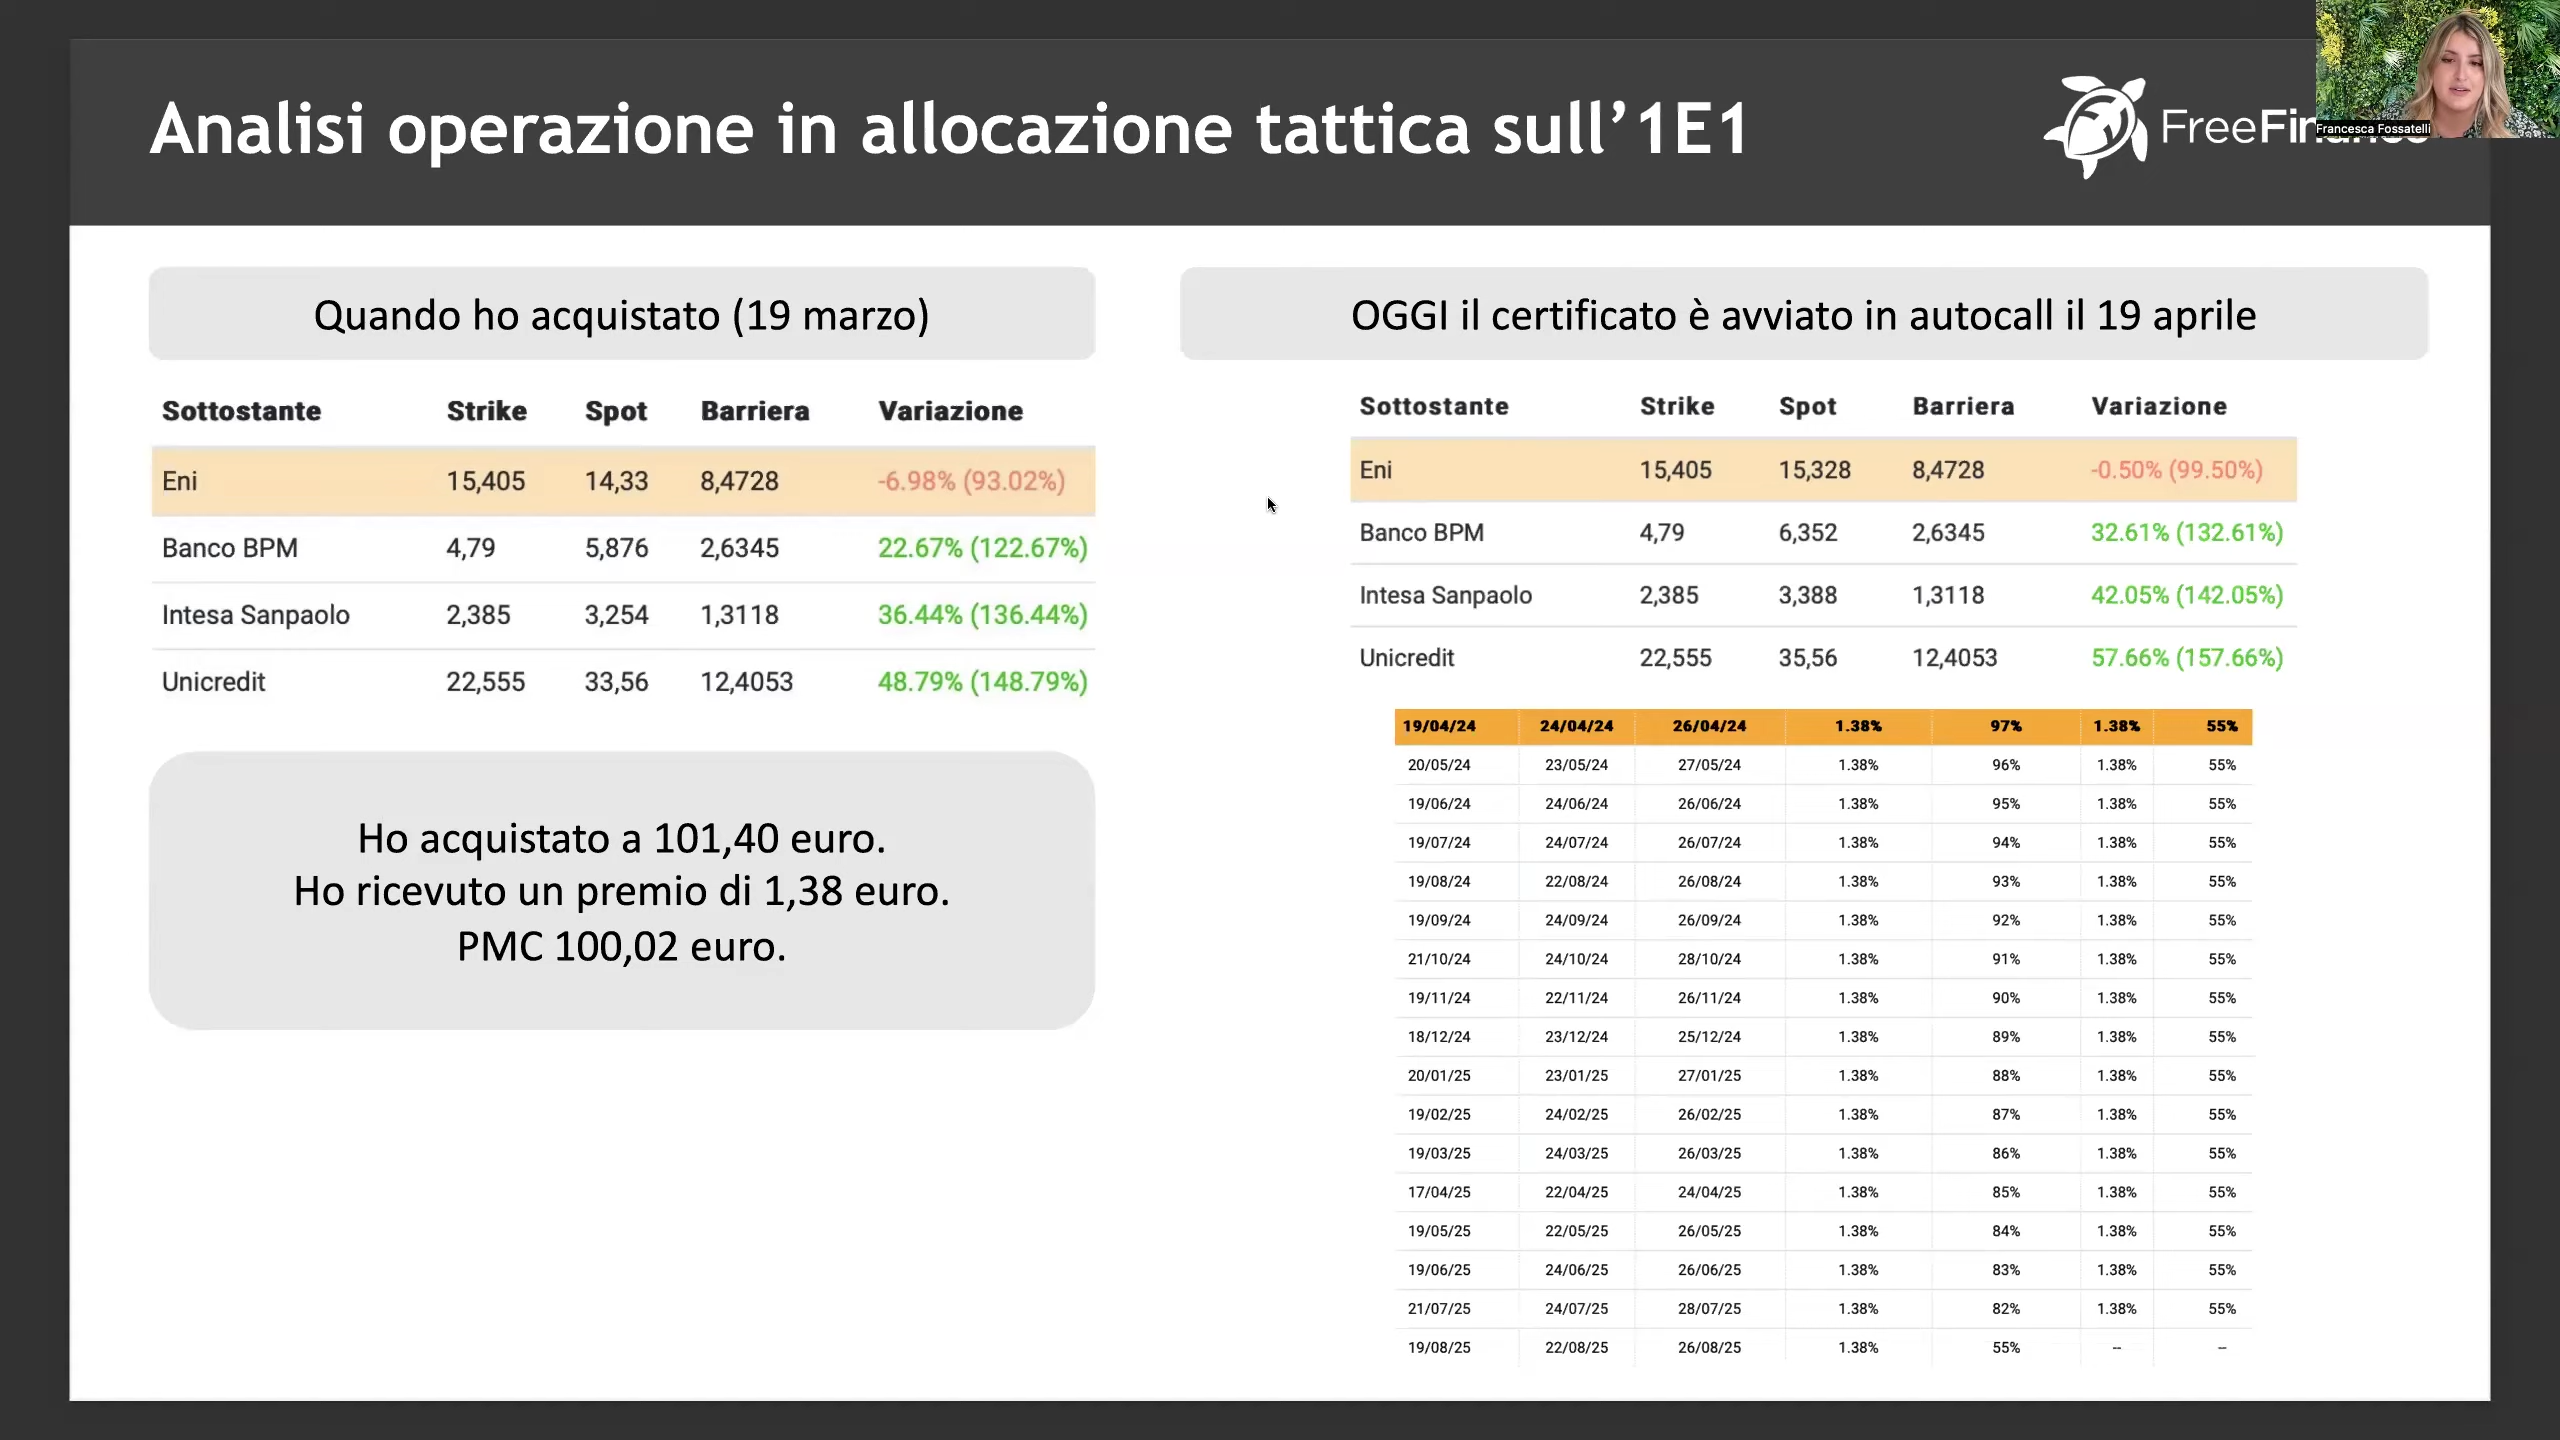 Analisi operazione in allocazione tattica sull’1E1
Francesca Fossatelli
Quando ho acquistato (19 marzo)
Sottostante Strike Spot Barriera Variazione
Eni 15,405 14,33 8,4728 -6.98% (93.02%)
Banco BPM 4,79 5,876 2,6345 22.67% (122.67%)
Intesa Sanpaolo 2,385 3,254 1,3118 36.44% (136.44%)
Unicredit 22,555 33,56 12,4053 48.79% (148.79%)
Ho acquistato a 101,40 euro.
Ho ricevuto un premio di 1,38 euro.
PMC 100,02 euro.
OGGI il certificato è avviato in autocall il 19 aprile
Sottostante Strike Spot Barriera Variazione
Eni 15,405 15,328 8,4728 -0.50% (99.50%)
Banco BPM 4,79 6,352 2,6345 32.61% (132.61%)
Intesa Sanpaolo 2,385 3,388 1,3118 42.05% (142.05%)
Unicredit 22,555 35,56 12,4053 57.66% (157.66%)
19/04/24 24/04/24 26/04/24 1.38% 97% 1.38% 55%
20/05/24 23/05/24 27/05/24 1.38% 96% 1.38% 55%
19/06/24 24/06/24 26/06/24 1.38% 95% 1.38% 55%
19/07/24 24/07/24 26/07/24 1.38% 94% 1.38% 55%
19/08/24 22/08/24 26/08/24 1.38% 93% 1.38% 55%
19/09/24 24/09/24 26/09/24 1.38% 92% 1.38% 55%
21/10/24 24/10/24 28/10/24 1.38% 91% 1.38% 55%
19/11/24 22/11/24 26/11/24 1.38% 90% 1.38% 55%
18/12/24 23/12/24 25/12/24 1.38% 89% 1.38% 55%
20/01/25 23/01/25 27/01/25 1.38% 88% 1.38% 55%
19/02/25 24/02/25 26/02/25 1.38% 87% 1.38% 55%
19/03/25 24/03/25 26/03/25 1.38% 86% 1.38% 55%
17/04/25 22/04/25 24/04/25 1.38% 85% 1.38% 55%
19/05/25 22/05/25 26/05/25 1.38% 84% 1.38% 55%
19/06/25 24/06/25 26/06/25 1.38% 83% 1.38% 55%
21/07/25 24/07/25 28/07/25 1.38% 82% 1.38% 55%
19/08/25 22/08/25 26/08/25 1.38% 55% -- --